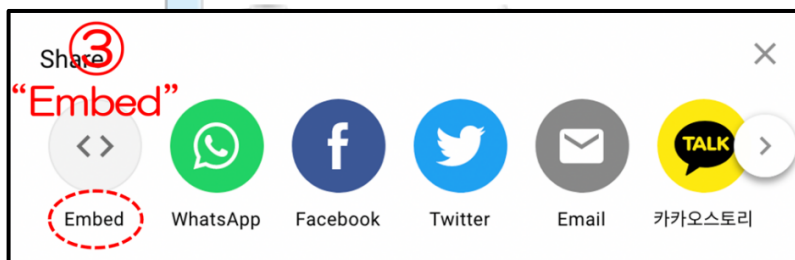 Share
③
“Embed”
f
TALK
Embed
WhatsApp
Facebook
Twitter
Email
카카오스토리